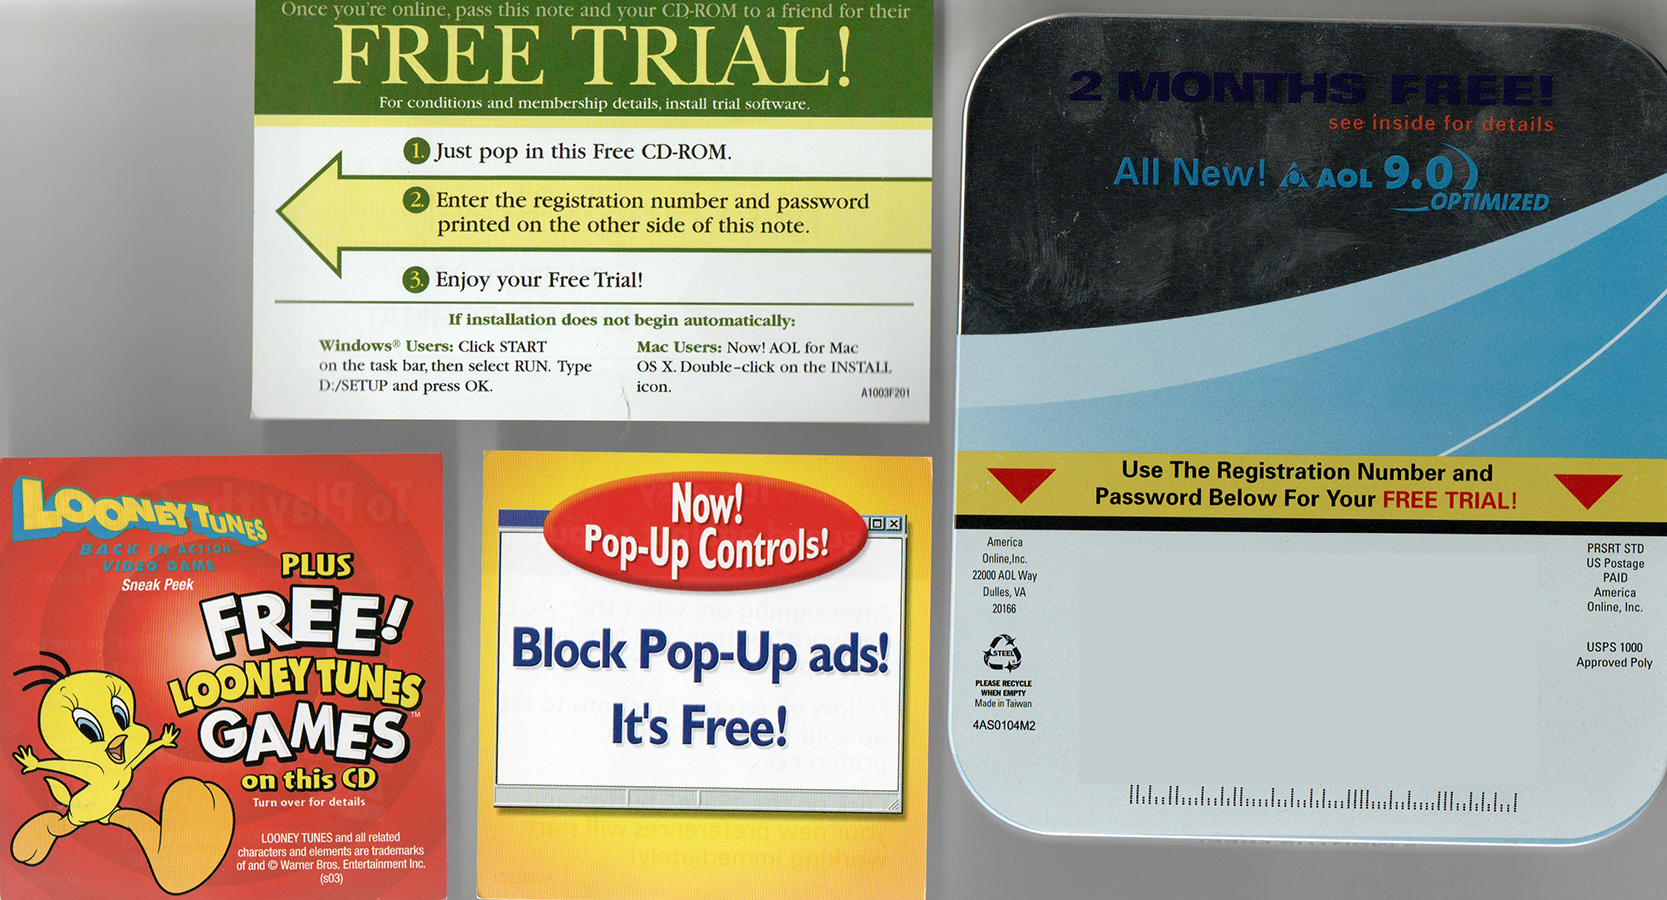 Once you're online, pass this note and your CD-ROM to a friend for their
FREE TRIAL!
For conditions and membership details, install trial software.
1. Just pop in this Free CD-ROM.
2. Enter the registration number and password
printed on the other side of this note.
3. Enjoy your Free Trial!
If installation does not begin automatically:
Windows® Users: Click START
on the task bar, then select RUN. Type
D:/SETUP and press OK.
Mac Users: Now! AOL for Mac
OS X. Double-click on the INSTALL
icon.
A1003F201
LOONEY TUNES
BACK IN ACTION™
VIDEO GAME
Sneak Peek
PLUS
FREE!
LOONEY TUNES
GAMES™
on this CD
Turn over for details
LOONEY TUNES and all related
characters and elements are trademarks
of and © Warner Bros. Entertainment Inc.
(s03)
Now!
Pop-Up Controls!
Block Pop-Up ads!
It's Free!
2 MONTHS FREE!
see inside for details
All New! AOL 9.0
OPTIMIZED
Use The Registration Number and
Password Below For Your FREE TRIAL!
America
Online,Inc.
22000 AOL Way
Dulles, VA
20166
STEEL
PLEASE RECYCLE
WHEN EMPTY
Made in Taiwan
4AS0104M2
PRSRT STD
US Postage
PAID
America
Online, Inc.
USPS 1000
Approved Poly